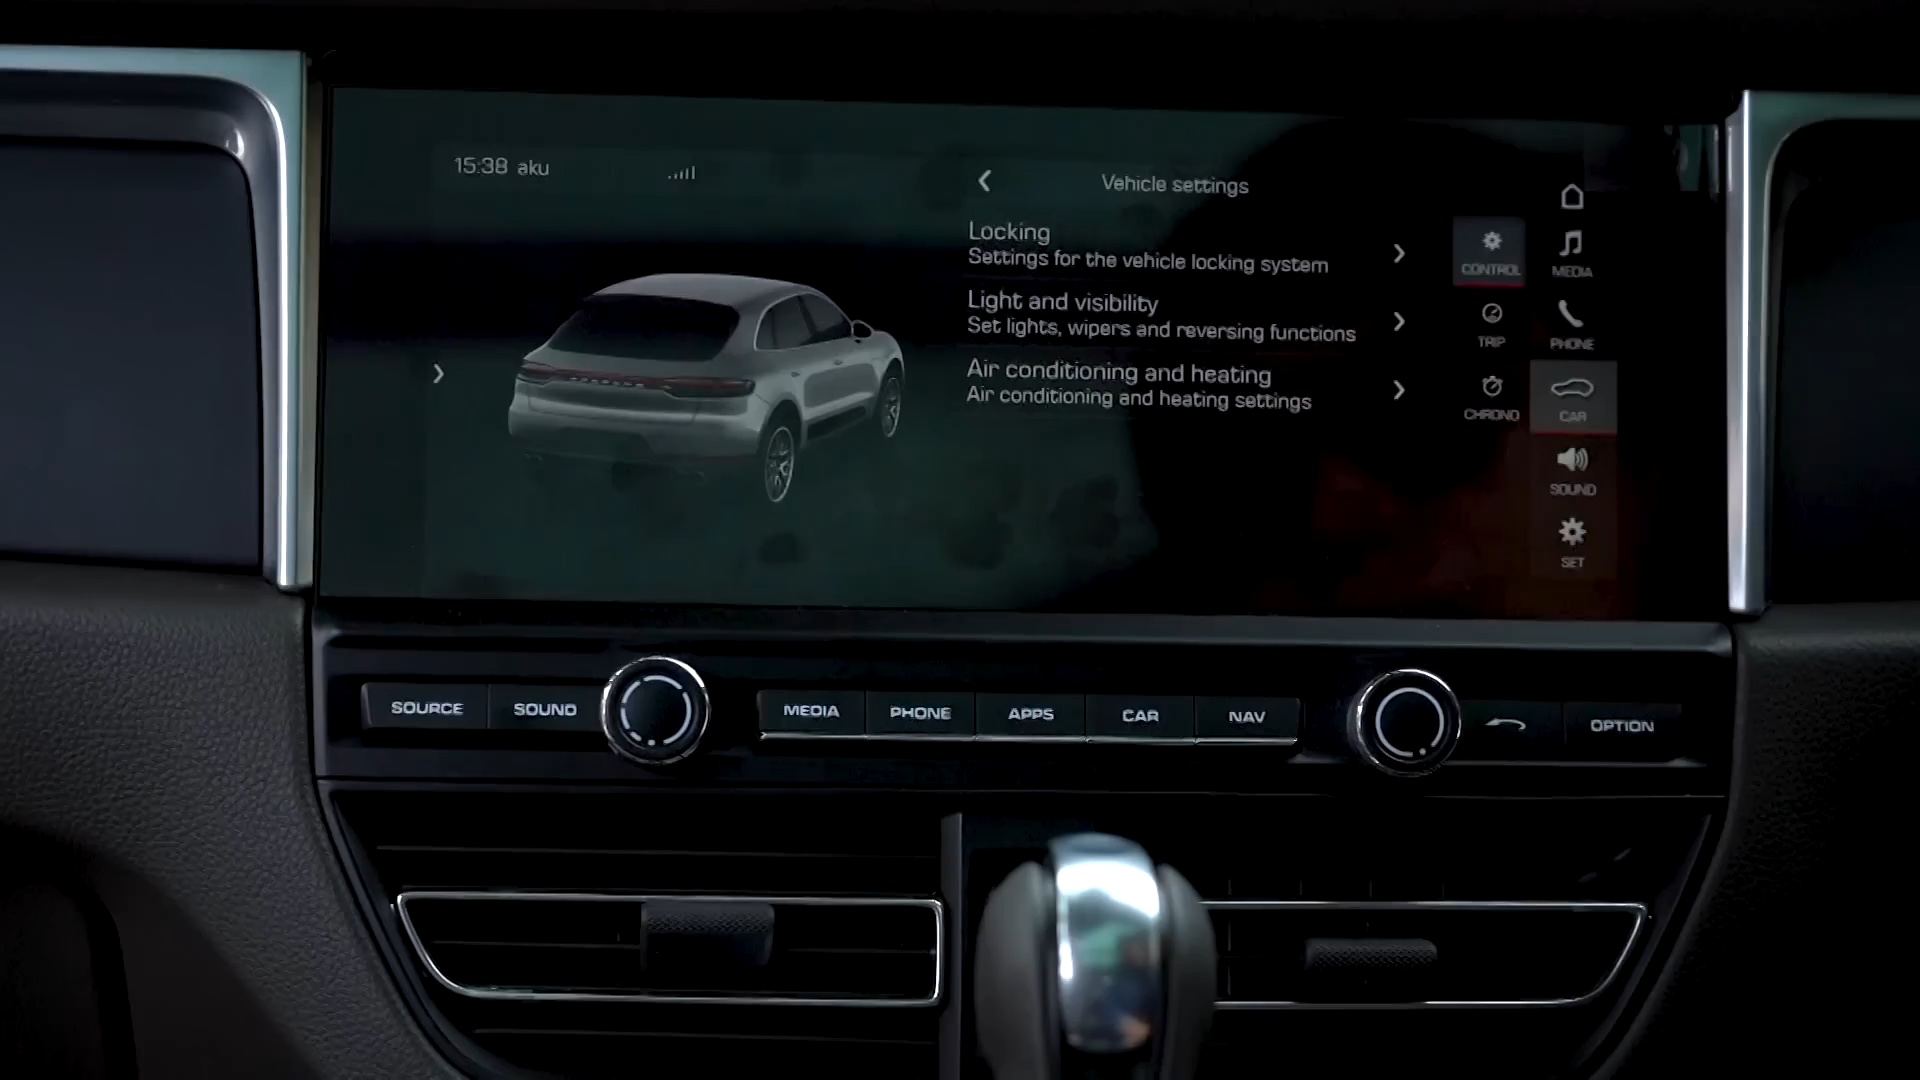 15:38 aku
Vehicle settings
Locking
Settings for the vehicle locking system
Light and visibility
Set lights, wipers and reversing functions
Air conditioning and heating
Air conditioning and heating settings
CONTROL
TRIP
CHRONO
MEDIA
PHONE
CAR
SOUND
SET
SOURCE
SOUND
MEDIA
PHONE
APPS
CAR
NAV
OPTION